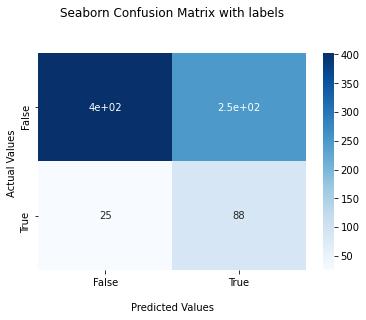 Seaborn Confusion Matrix with labels
400
350
300
250
200
150
100
50
Actual Values
False
True
4e+02
2.5e+02
25
88
False
True
Predicted Values